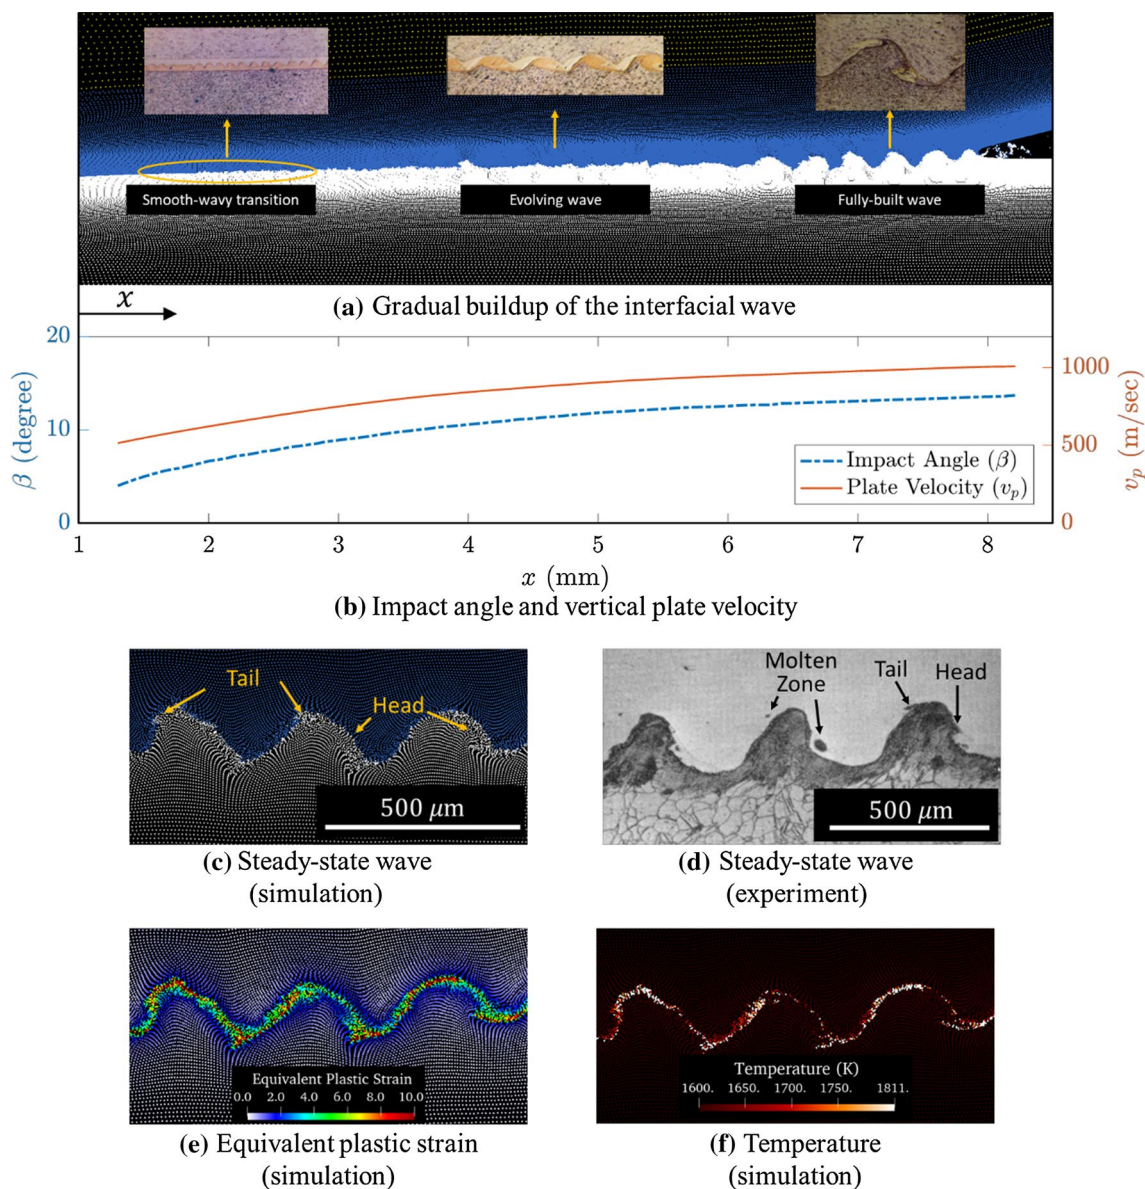 Smooth-wavy transition
Evolving wave
Fully-built wave
x
(a) Gradual buildup of the interfacial wave
20
10
0
β (degree)
1000
500
0
v_p (m/sec)
Impact Angle (β)
Plate Velocity (v_p)
1 2 3 4 5 6 7 8
x (mm)
(b) Impact angle and vertical plate velocity
Tail
Head
500 μm
(c) Steady-state wave
(simulation)
Molten
Zone
Tail
Head
500 μm
(d) Steady-state wave
(experiment)
Equivalent Plastic Strain
0.0 2.0 4.0 6.0 8.0 10.0
(e) Equivalent plastic strain
(simulation)
Temperature (K)
1600. 1650. 1700. 1750. 1811.
(f) Temperature
(simulation)